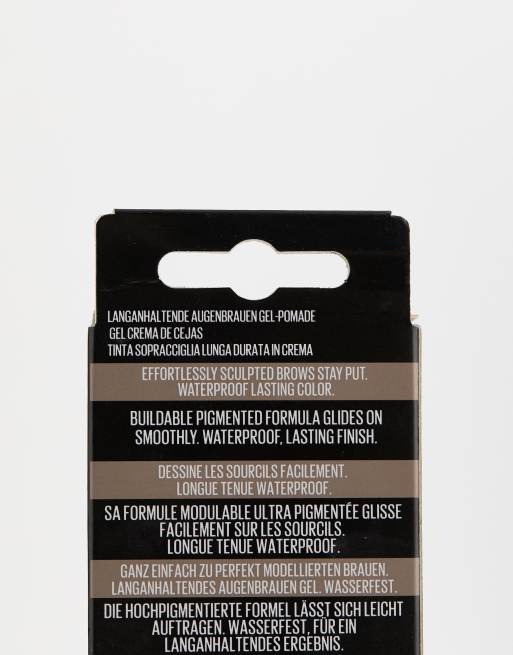 LANGANHALTENDE AUGENBRAUEN GEL-POMADE
GEL CREMA DE CEJAS
TINTA SOPRACCIGLIA LUNGA DURATA IN CREMA
EFFORTLESSLY SCULPTED BROWS STAY PUT.
WATERPROOF LASTING COLOR.
BUILDABLE PIGMENTED FORMULA GLIDES ON
SMOOTHLY. WATERPROOF, LASTING FINISH.
DESSINE LES SOURCILS FACILEMENT.
LONGUE TENUE WATERPROOF.
SA FORMULE MODULABLE ULTRA PIGMENTÉE GLISSE
FACILEMENT SUR LES SOURCILS.
LONGUE TENUE WATERPROOF.
GANZ EINFACH ZU PERFEKT MODELLIERTEN BRAUEN.
LANGANHALTENDES AUGENBRAUEN GEL. WASSERFEST.
DIE HOCHPIGMENTIERTE FORMEL LÄSST SICH LEICHT
AUFTRAGEN. WASSERFEST, FÜR EIN
LANGANHALTENDES ERGEBNIS.